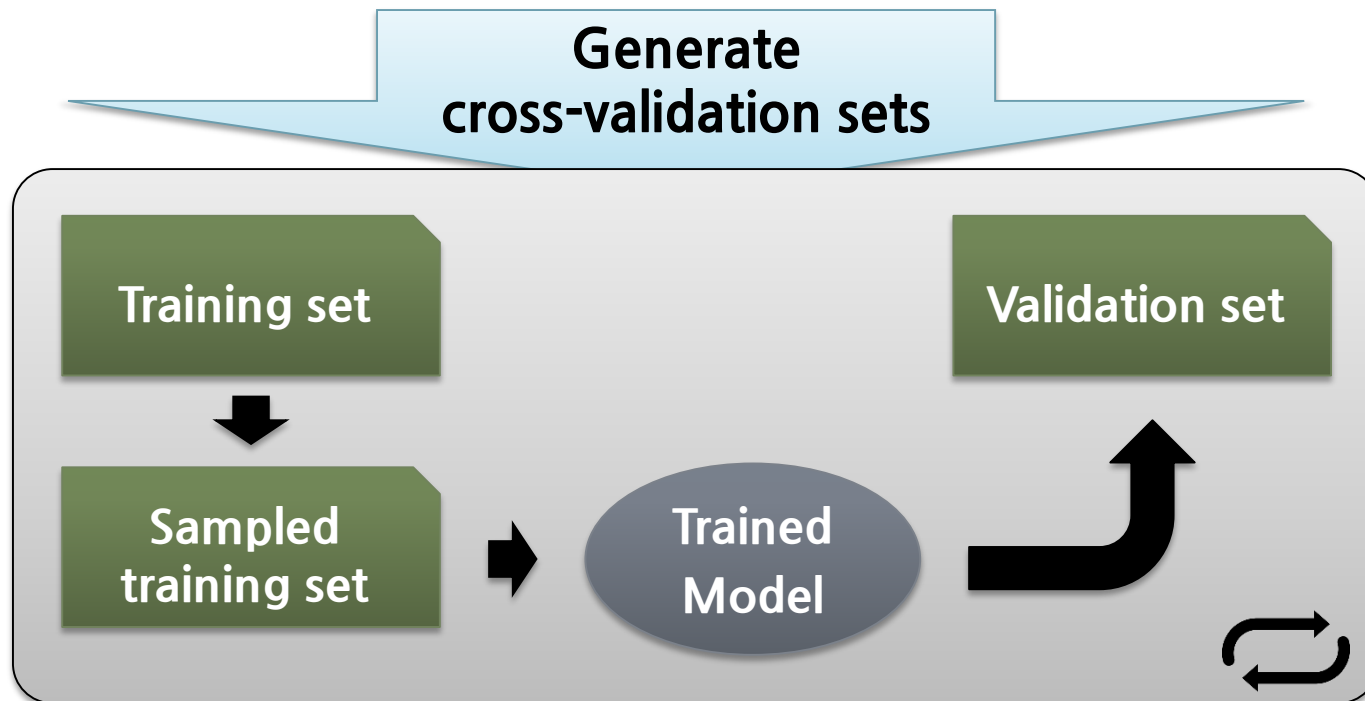 Generate
cross-validation sets
Training set
Validation set
Sampled
training set
Trained
Model